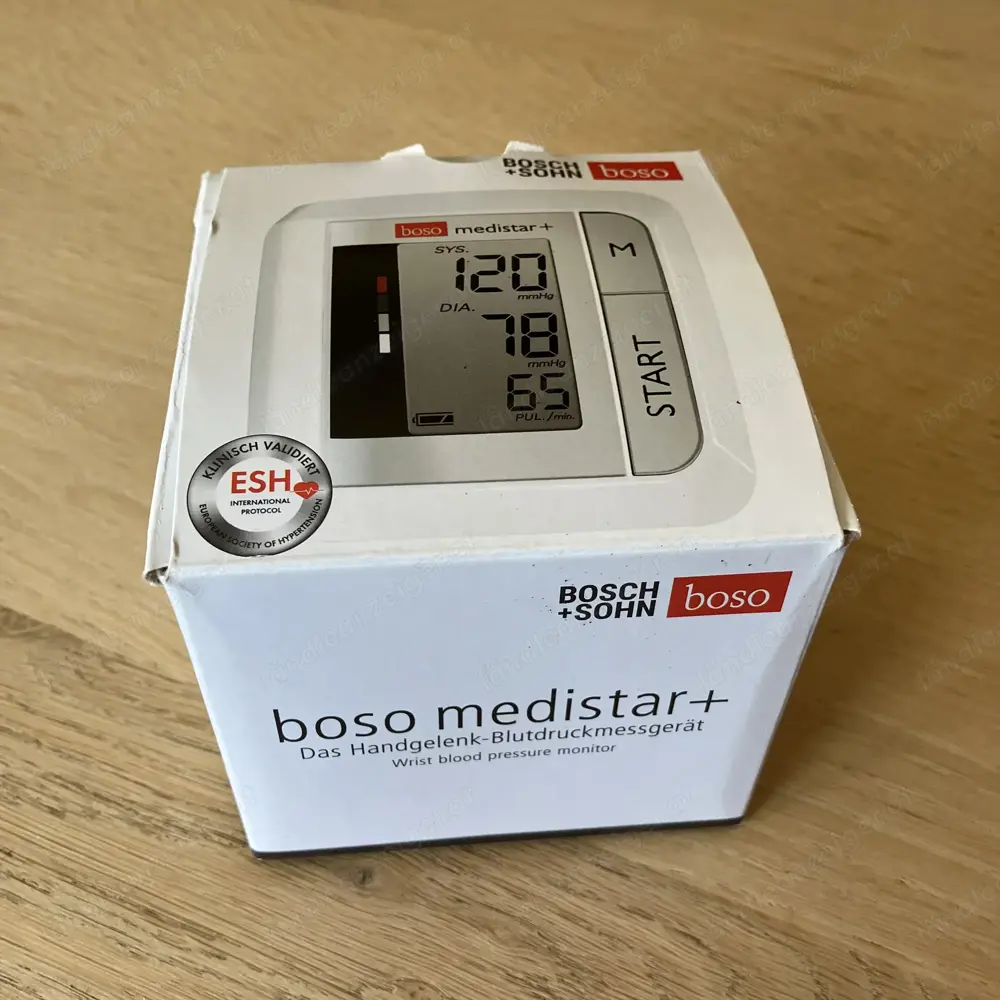 BOSCH
+SOHN
boso
boso medistar+
SYS.
120
mmHg
DIA.
78
mmHg
65
PUL./min.
M
START
KLINISCH VALIDIERT
ESH
INTERNATIONAL
PROTOCOL
EUROPEAN SOCIETY OF HYPERTENSION
BOSCH
+SOHN
boso
boso medistar+
Das Handgelenk-Blutdruckmessgerät
Wrist blood pressure monitor